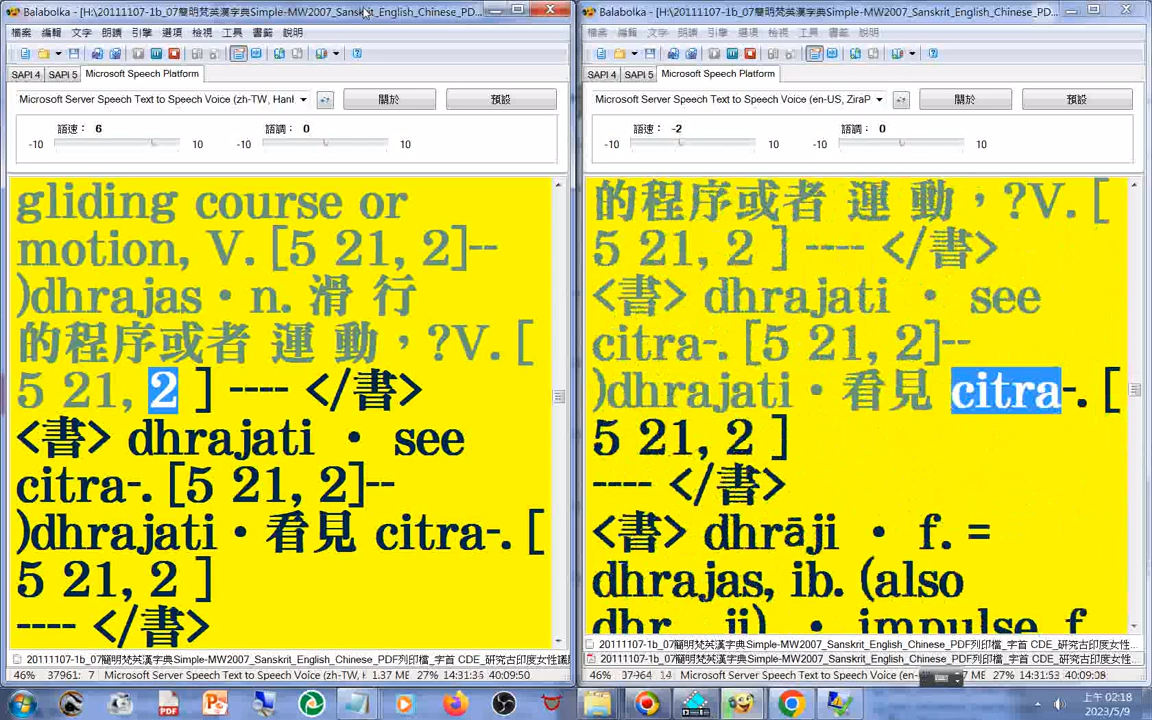 Balabolka - [H:\20111107-1b_07簡明梵英漢字典Simple-MW2007_Sanskrit_English_Chinese_PD...
檔案 編輯 文字 朗讀 引擎 選項 檢視 工具 書籤 說明
SAPI 4 SAPI 5 Microsoft Speech Platform
Microsoft Server Speech Text to Speech Voice (zh-TW, Hanl
關於 預設
語速： 6 語調： 0
-10 10 -10 10
gliding course or
motion, V. [5 21, 2]--
)dhrajas • n. 滑 行
的程序或者 運 動，?V. [
5 21, 2 ] ---- </書>
<書> dhrajati • see
citra-. [5 21, 2]--
)dhrajati • 看見 citra-. [
5 21, 2 ]
---- </書>
20111107-1b_07簡明梵英漢字典Simple-MW2007_Sanskrit_English_Chinese_PDF列印檔_字首 CDE_研究古印度女性議
46% 37961: 7 Microsoft Server Speech Text to Speech Voice (zh-TW, 1.37 MB 27% 14:31:35 40:09:50
Balabolka - [H:\20111107-1b_07簡明梵英漢字典Simple-MW2007_Sanskrit_English_Chinese_PD...
檔案 編輯 文字 朗讀 引擎 選項 檢視 工具 書籤 說明
SAPI 4 SAPI 5 Microsoft Speech Platform
Microsoft Server Speech Text to Speech Voice (en-US, ZiraP
關於 預設
語速： -2 語調： 0
-10 10 -10 10
的程序或者 運 動，?V. [
5 21, 2 ] ---- </書>
<書> dhrajati • see
citra-. [5 21, 2]--
)dhrajati • 看見 citra-. [
5 21, 2 ]
---- </書>
<書> dhrāji • f. =
dhrajas, ib. (also
dhr_ji) • impulse, f
20111107-1b_07簡明梵英漢字典Simple-MW2007_Sanskrit_English_Chinese_PDF列印檔_字首 CDE_研究古印度女性
20111107-1b_07簡明梵英漢字典Simple-MW2007_Sanskrit_English_Chinese_PDF列印檔_字首 CDE_研究古印度女性...
46% 37964 14 Microsoft Server Speech Text to Speech Voice (en-US, MB 27% 14:31:53 40:09:08
上午 02:18
2023/5/9